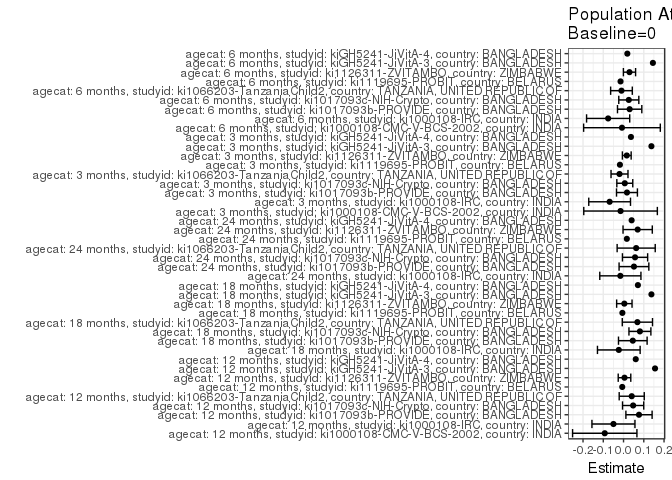 Population At
Baseline=0
agecat: 6 months, studyid: kiGH5241-JiVitA-4, country: BANGLADESH
agecat: 6 months, studyid: kiGH5241-JiVitA-3, country: BANGLADESH
agecat: 6 months, studyid: ki1126311-ZVITAMBO, country: ZIMBABWE
agecat: 6 months, studyid: ki1119695-PROBIT, country: BELARUS
agecat: 6 months, studyid: ki1066203-TanzaniaChild2, country: TANZANIA, UNITED REPUBLIC OF
agecat: 6 months, studyid: ki1017093c-NIH-Crypto, country: BANGLADESH
agecat: 6 months, studyid: ki1017093b-PROVIDE, country: BANGLADESH
agecat: 6 months, studyid: ki1000108-IRC, country: INDIA
agecat: 6 months, studyid: ki1000108-CMC-V-BCS-2002, country: INDIA
agecat: 3 months, studyid: kiGH5241-JiVitA-4, country: BANGLADESH
agecat: 3 months, studyid: kiGH5241-JiVitA-3, country: BANGLADESH
agecat: 3 months, studyid: ki1126311-ZVITAMBO, country: ZIMBABWE
agecat: 3 months, studyid: ki1119695-PROBIT, country: BELARUS
agecat: 3 months, studyid: ki1066203-TanzaniaChild2, country: TANZANIA, UNITED REPUBLIC OF
agecat: 3 months, studyid: ki1017093c-NIH-Crypto, country: BANGLADESH
agecat: 3 months, studyid: ki1017093b-PROVIDE, country: BANGLADESH
agecat: 3 months, studyid: ki1000108-IRC, country: INDIA
agecat: 3 months, studyid: ki1000108-CMC-V-BCS-2002, country: INDIA
agecat: 24 months, studyid: kiGH5241-JiVitA-4, country: BANGLADESH
agecat: 24 months, studyid: ki1126311-ZVITAMBO, country: ZIMBABWE
agecat: 24 months, studyid: ki1119695-PROBIT, country: BELARUS
agecat: 24 months, studyid: ki1066203-TanzaniaChild2, country: TANZANIA, UNITED REPUBLIC OF
agecat: 24 months, studyid: ki1017093c-NIH-Crypto, country: BANGLADESH
agecat: 24 months, studyid: ki1017093b-PROVIDE, country: BANGLADESH
agecat: 24 months, studyid: ki1000108-IRC, country: INDIA
agecat: 18 months, studyid: kiGH5241-JiVitA-4, country: BANGLADESH
agecat: 18 months, studyid: kiGH5241-JiVitA-3, country: BANGLADESH
agecat: 18 months, studyid: ki1126311-ZVITAMBO, country: ZIMBABWE
agecat: 18 months, studyid: ki1119695-PROBIT, country: BELARUS
agecat: 18 months, studyid: ki1066203-TanzaniaChild2, country: TANZANIA, UNITED REPUBLIC OF
agecat: 18 months, studyid: ki1017093c-NIH-Crypto, country: BANGLADESH
agecat: 18 months, studyid: ki1017093b-PROVIDE, country: BANGLADESH
agecat: 18 months, studyid: ki1000108-IRC, country: INDIA
agecat: 12 months, studyid: kiGH5241-JiVitA-4, country: BANGLADESH
agecat: 12 months, studyid: kiGH5241-JiVitA-3, country: BANGLADESH
agecat: 12 months, studyid: ki1126311-ZVITAMBO, country: ZIMBABWE
agecat: 12 months, studyid: ki1119695-PROBIT, country: BELARUS
agecat: 12 months, studyid: ki1066203-TanzaniaChild2, country: TANZANIA, UNITED REPUBLIC OF
agecat: 12 months, studyid: ki1017093c-NIH-Crypto, country: BANGLADESH
agecat: 12 months, studyid: ki1017093b-PROVIDE, country: BANGLADESH
agecat: 12 months, studyid: ki1000108-IRC, country: INDIA
agecat: 12 months, studyid: ki1000108-CMC-V-BCS-2002, country: INDIA
-0.2 -0.1 0.0 0.1 0.2
Estimate